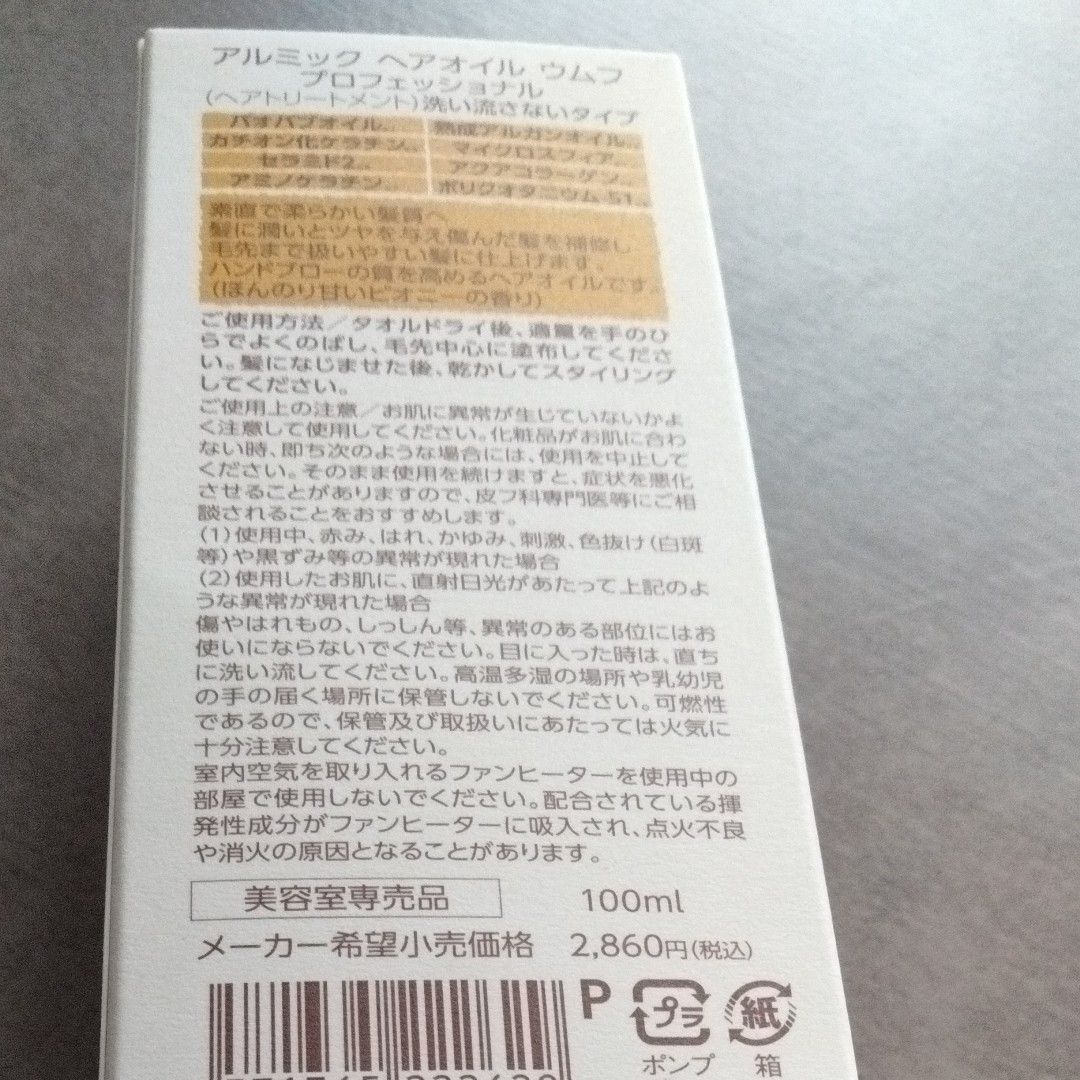 アルミック ヘアオイル ウムフ
プロフェッショナル
(ヘアトリートメント)洗い流さないタイプ
バオバブオイル
熟成アルガンオイル
カチオン化ケラチン
マイクロスフィア
セラミド2
アクアコラーゲン
アミノケラチン
ポリクオタニウム-51
素直で柔らかい髪質へ
髪に潤いとツヤを与え傷んだ髪を補修し
毛先まで扱いやすい髪に仕上げます。
ハンドブローの質を高めるヘアオイルです。
(ほんのり甘いピオニーの香り)
ご使用方法／タオルドライ後、適量を手のひ
らでよくのばし、毛先中心に塗布してくださ
い。髪になじませた後、乾かしてスタイリング
してください。
ご使用上の注意／お肌に異常が生じていないかよ
く注意して使用してください。化粧品がお肌に合わ
ない時、即ち次のような場合には、使用を中止して
ください。そのまま使用を続けますと、症状を悪化
させることがありますので、皮フ科専門医等にご相
談されることをおすすめします。
(1)使用中、赤み、はれ、かゆみ、刺激、色抜け(白斑
等)や黒ずみ等の異常が現れた場合
(2)使用したお肌に、直射日光があたって上記のよ
うな異常が現れた場合
傷やはれもの、しっしん等、異常のある部位にはお
使いにならないでください。目に入った時は、直ち
に洗い流してください。高温多湿の場所や乳幼児
の手の届く場所に保管しないでください。可燃性
であるので、保管及び取扱いにあたっては火気に
十分注意してください。
室内空気を取り入れるファンヒーターを使用中の
部屋で使用しないでください。配合されている揮
発性成分がファンヒーターに吸入され、点火不良
や消火の原因となることがあります。
美容室専売品 100ml
メーカー希望小売価格 2,860円(税込)
P プラ 紙
ポンプ 箱